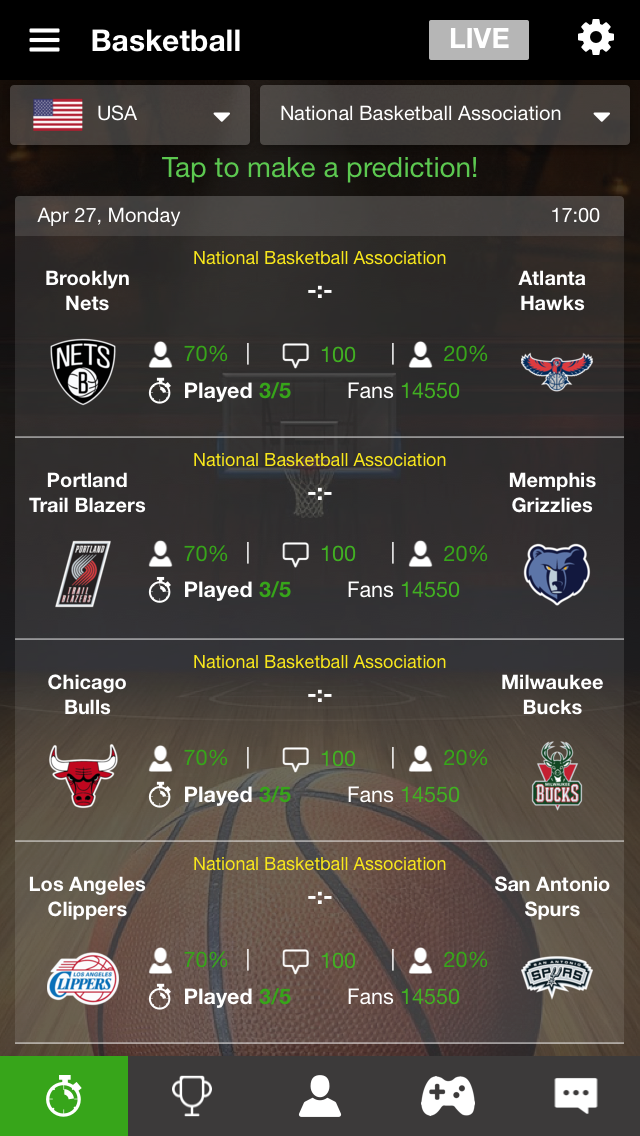 Basketball
LIVE
USA
National Basketball Association
Tap to make a prediction!
Apr 27, Monday 17:00
National Basketball Association
Brooklyn
Nets
-:-
Atlanta
Hawks
NETS
B
70% | 100 | 20%
Played 3/5 Fans 14550
National Basketball Association
Portland
Trail Blazers
-:-
Memphis
Grizzlies
PORTLAND
TRAIL
BLAZERS
70% | 100 | 20%
Played 3/5 Fans 14550
National Basketball Association
Chicago
Bulls
-:-
Milwaukee
Bucks
70% | 100 | 20%
Played 3/5 Fans 14550
MILWAUKEE
BUCKS
National Basketball Association
Los Angeles
Clippers
-:-
San Antonio
Spurs
70% | 100 | 20%
Played 3/5 Fans 14550
LOS ANGELES
CLIPPERS
SAN ANTONIO
SPURS